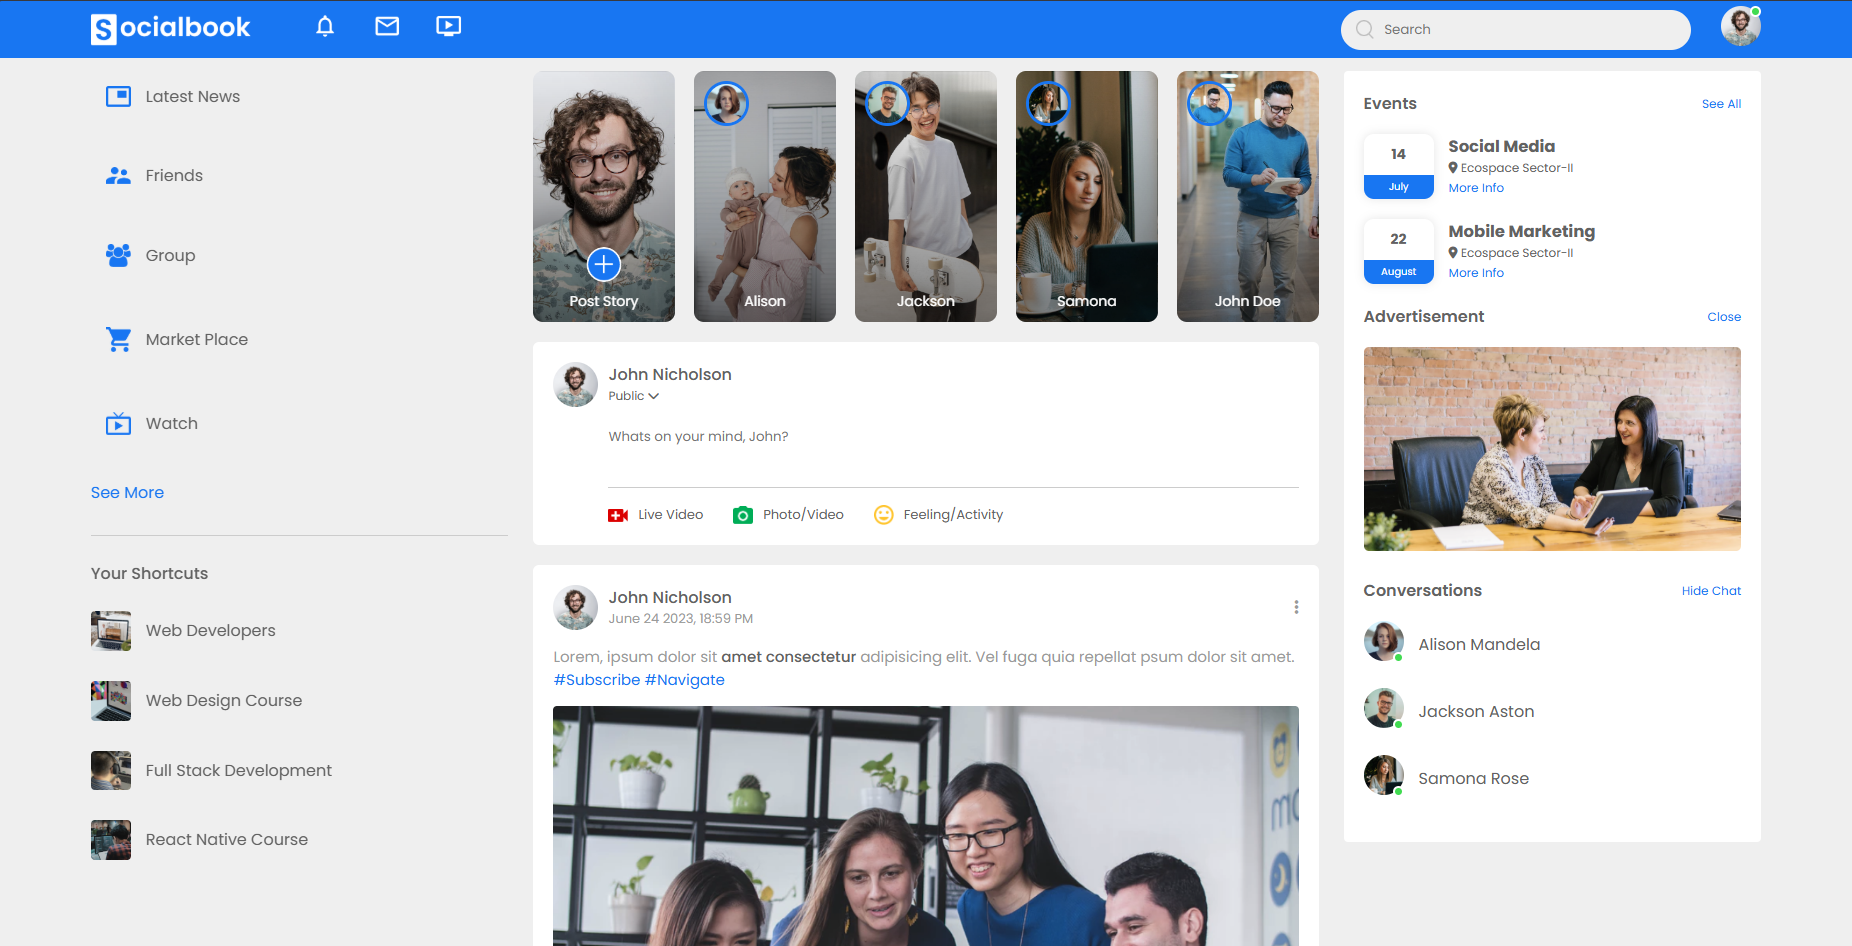 Socialbook
Search
Latest News
Friends
Group
Market Place
Watch
See More
Your Shortcuts
Web Developers
Web Design Course
Full Stack Development
React Native Course
Post Story
Alison
Jackson
Samona
John Doe
John Nicholson
Public
Whats on your mind, John?
Live Video
Photo/Video
Feeling/Activity
John Nicholson
June 24 2023, 18:59 PM
Lorem, ipsum dolor sit amet consectetur adipisicing elit. Vel fuga quia repellat psum dolor sit amet.
#Subscribe #Navigate
Events
See All
14
July
Social Media
Ecospace Sector-II
More Info
22
August
Mobile Marketing
Ecospace Sector-II
More Info
Advertisement
Close
Conversations
Hide Chat
Alison Mandela
Jackson Aston
Samona Rose